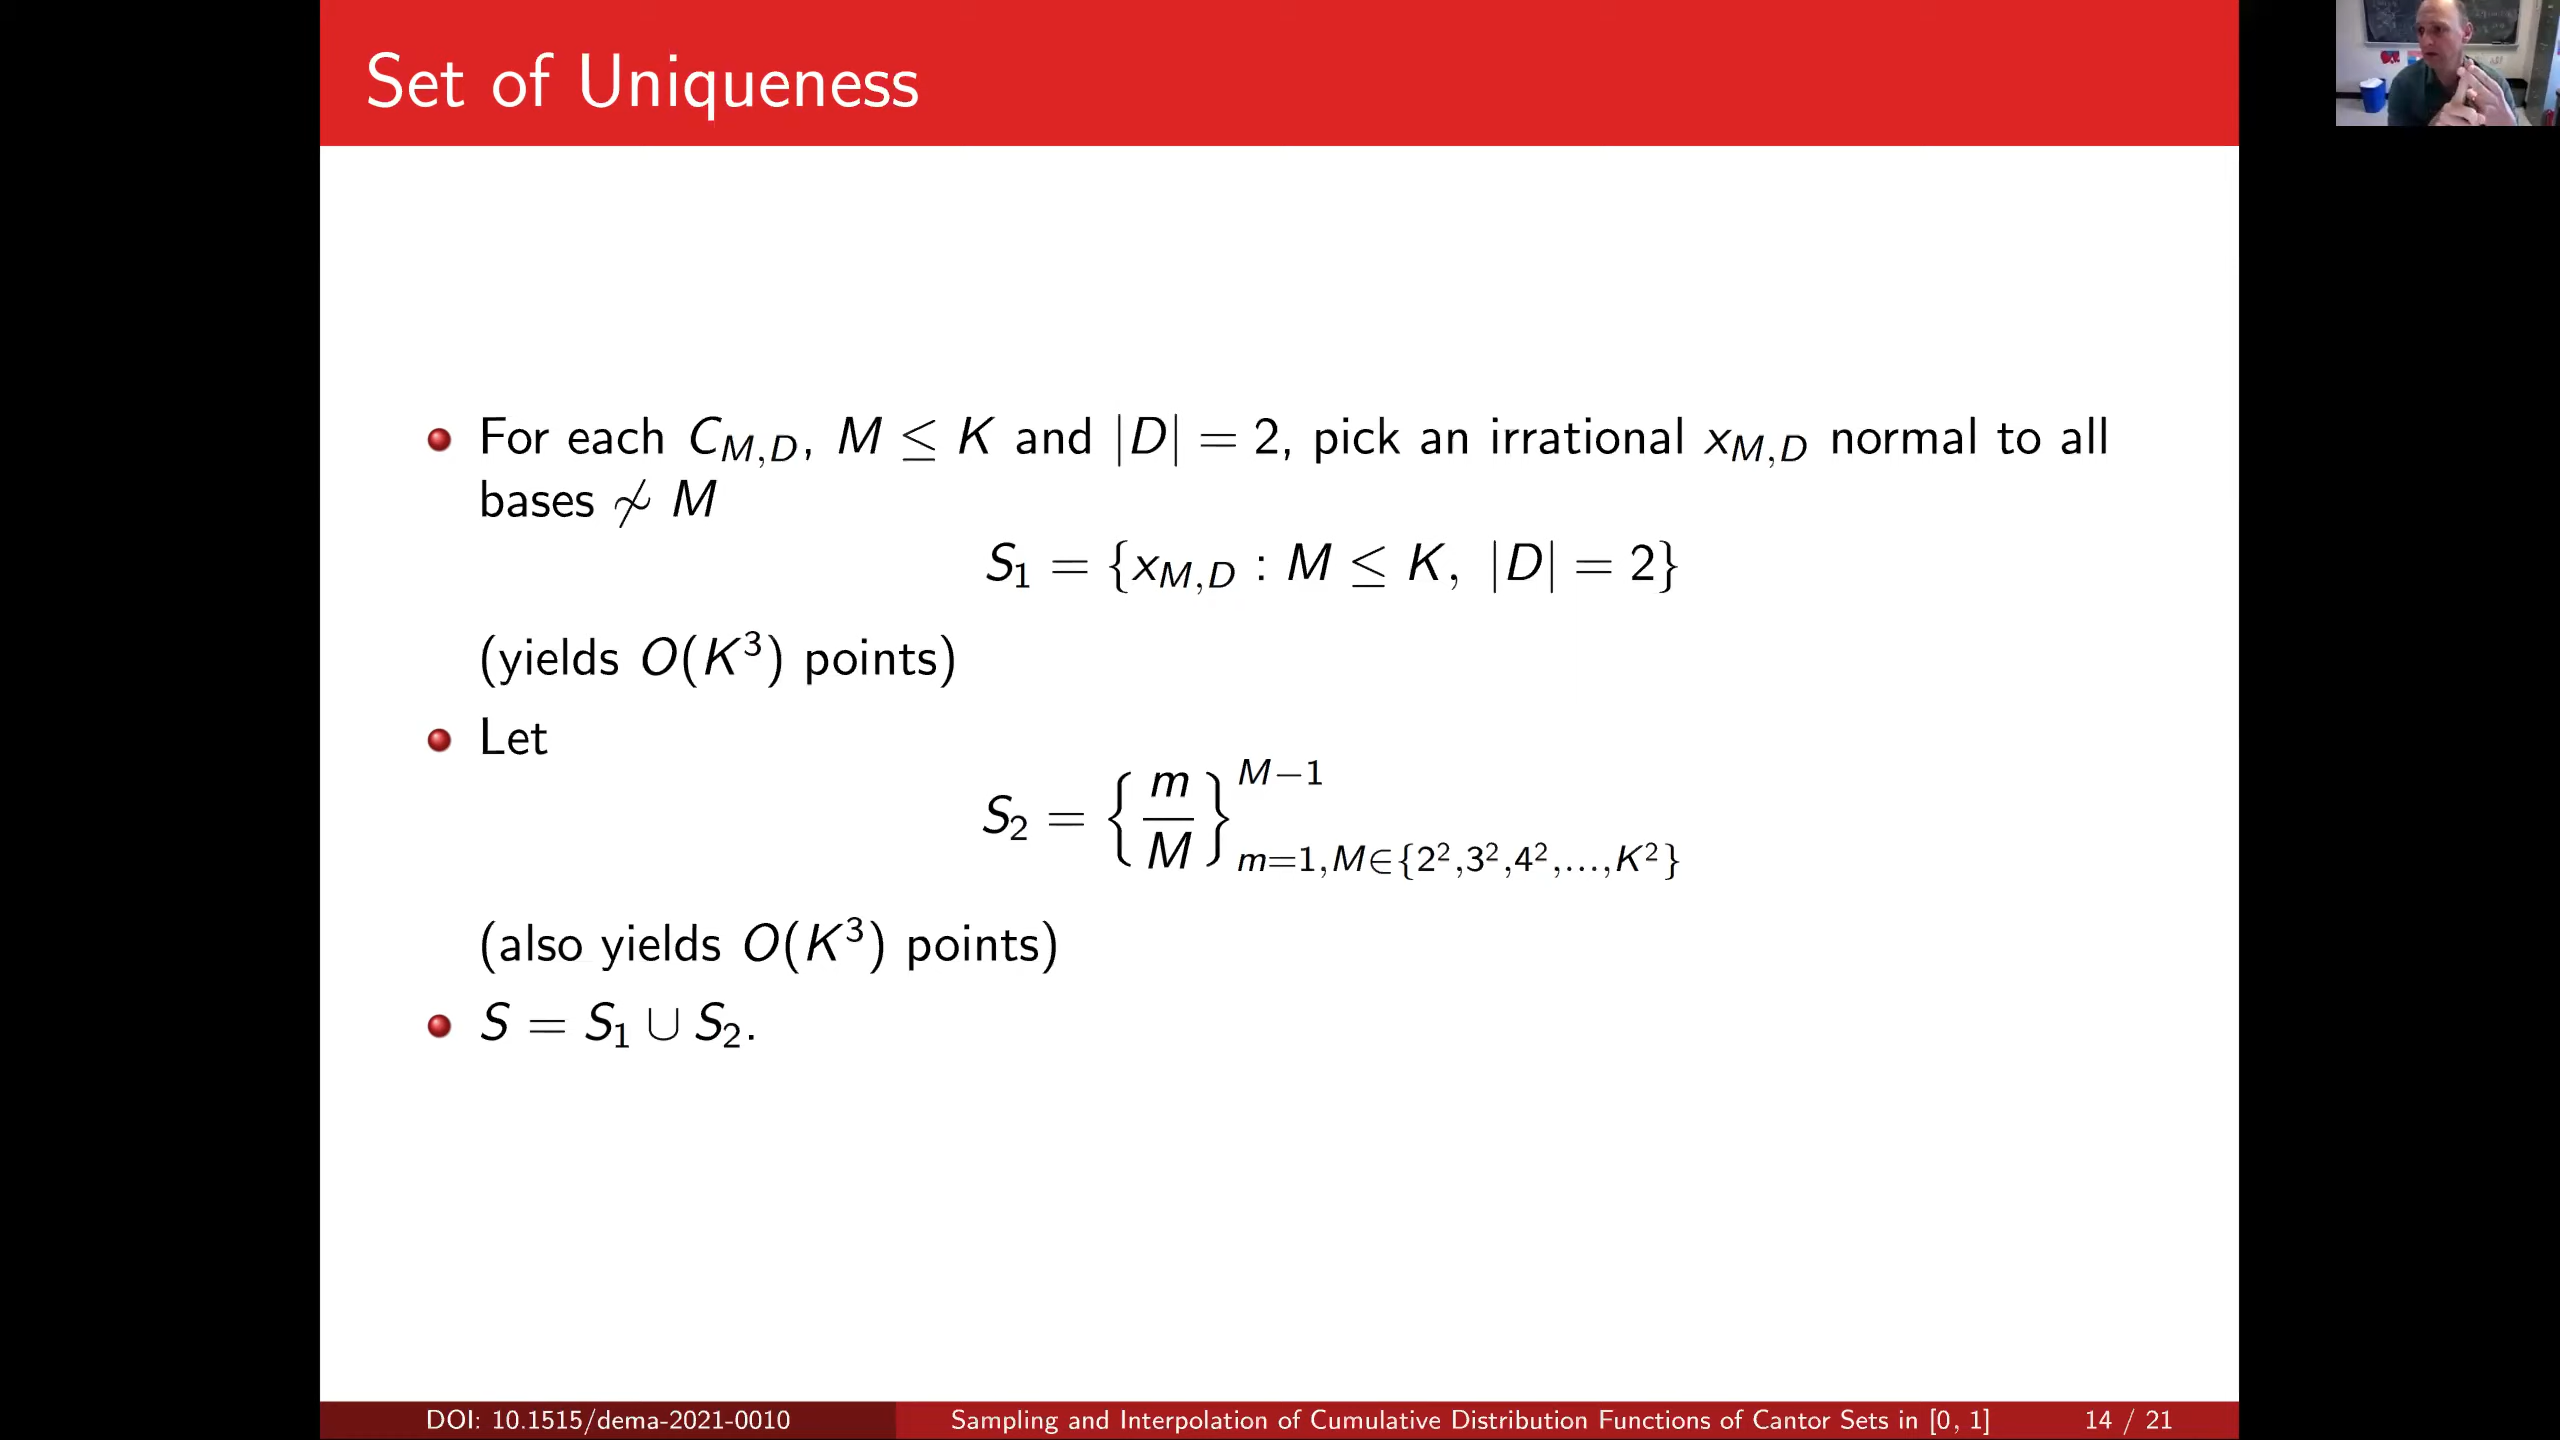 Set of Uniqueness
For each C_{M,D}, M ≤ K and |D| = 2, pick an irrational x_{M,D} normal to all
bases ≁ M
S_1 = {x_{M,D} : M ≤ K, |D| = 2}
(yields O(K^3) points)
Let
S_2 = {m/M}^{M−1}_{m=1,M∈{2^2,3^2,4^2,...,K^2}}
(also yields O(K^3) points)
S = S_1 ∪ S_2.
DOI: 10.1515/dema-2021-0010 Sampling and Interpolation of Cumulative Distribution Functions of Cantor Sets in [0, 1] 14 / 21